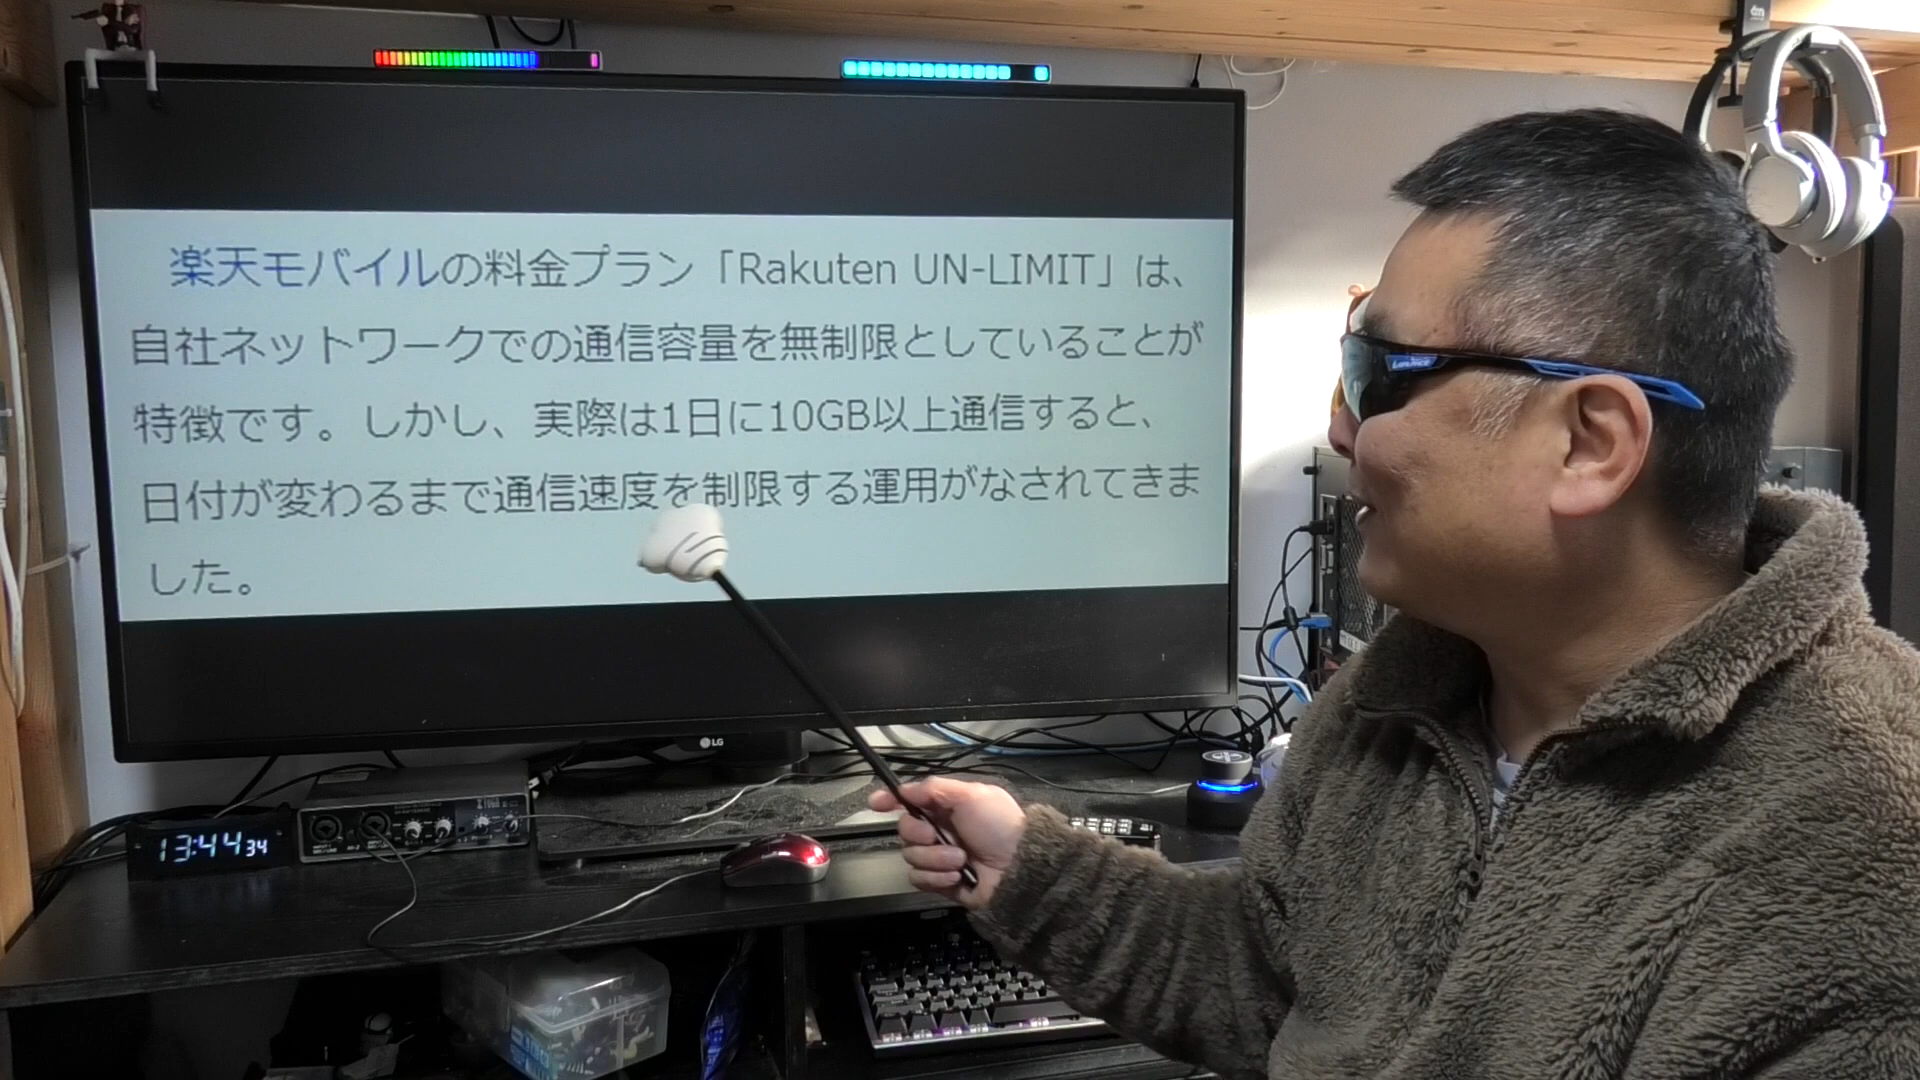 楽天モバイルの料金プラン「Rakuten UN-LIMIT」は、
自社ネットワークでの通信容量を無制限としていることが
特徴です。しかし、実際は1日に10GB以上通信すると、
日付が変わるまで通信速度を制限する運用がなされてきま
した。
LG
13:44 34